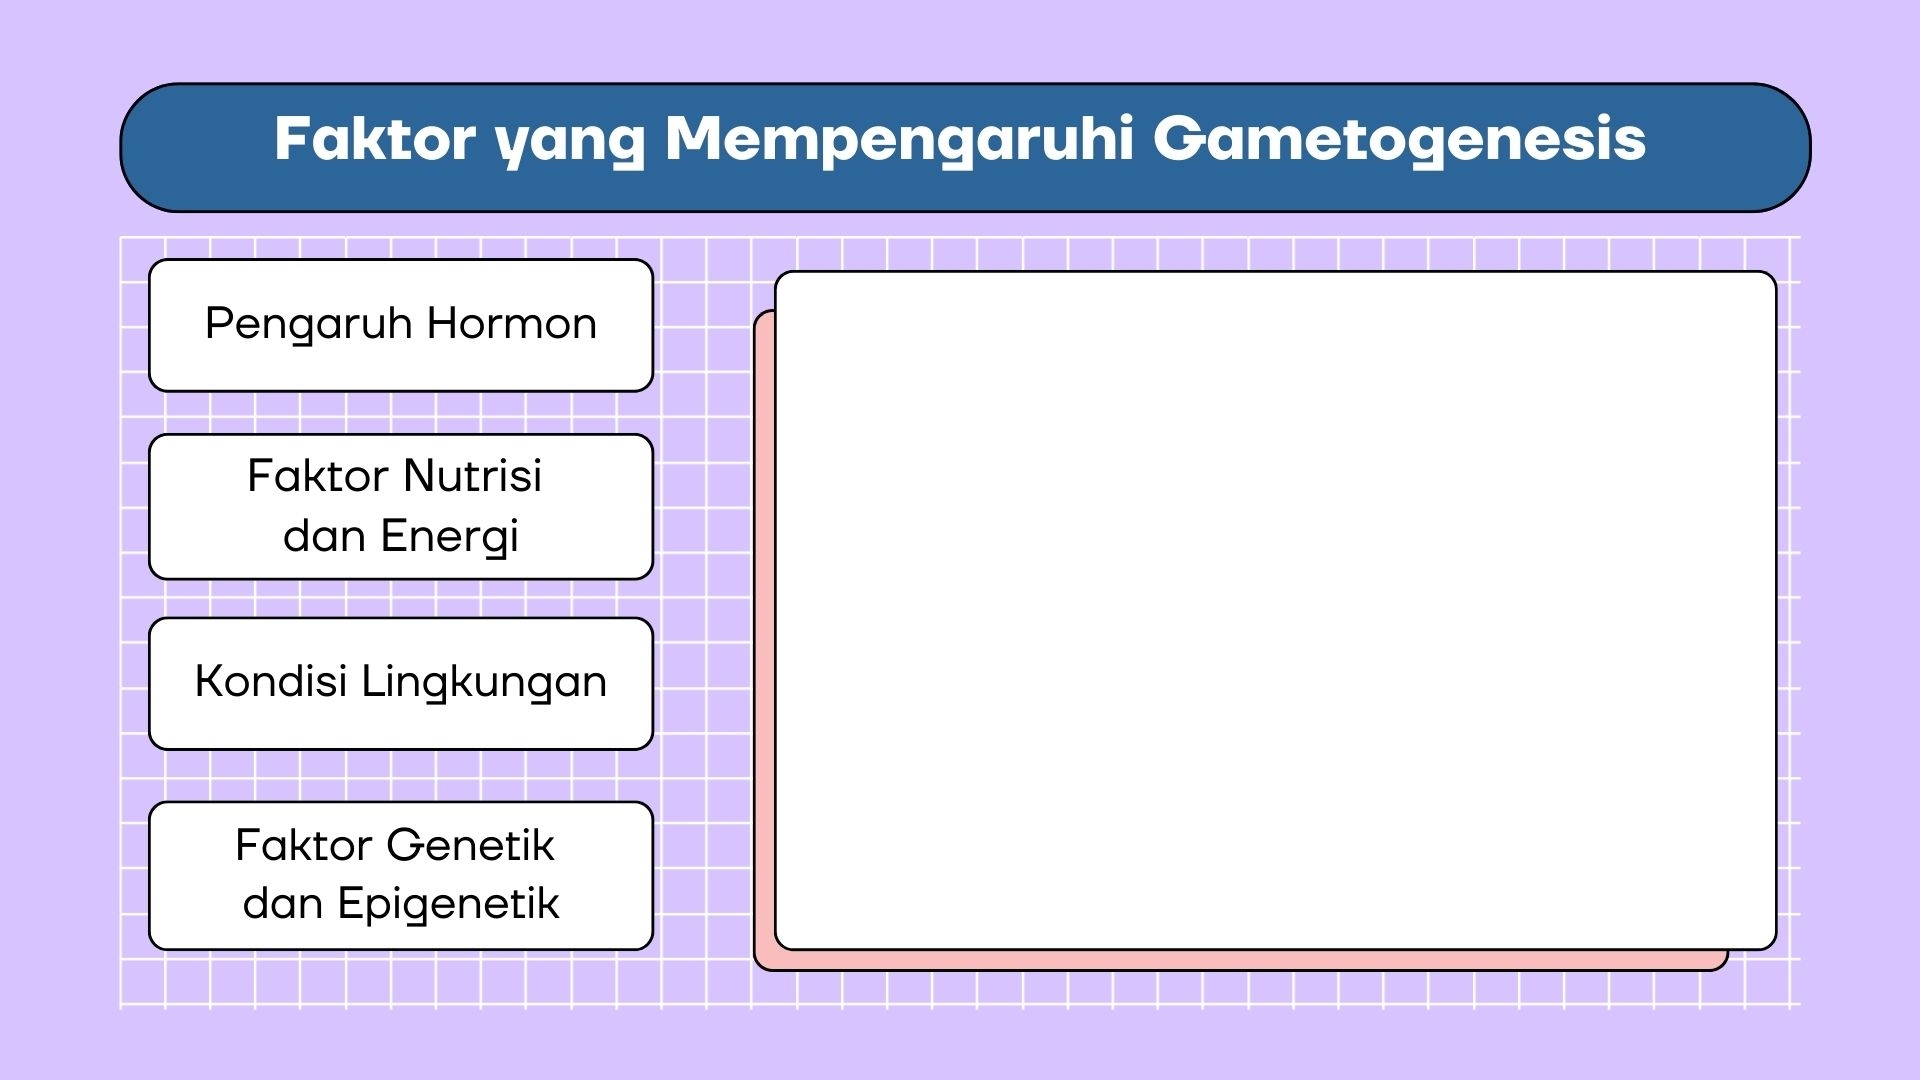 Faktor yang Mempengaruhi Gametogenesis
Pengaruh Hormon
Faktor Nutrisi
dan Energi
Kondisi Lingkungan
Faktor Genetik
dan Epigenetik